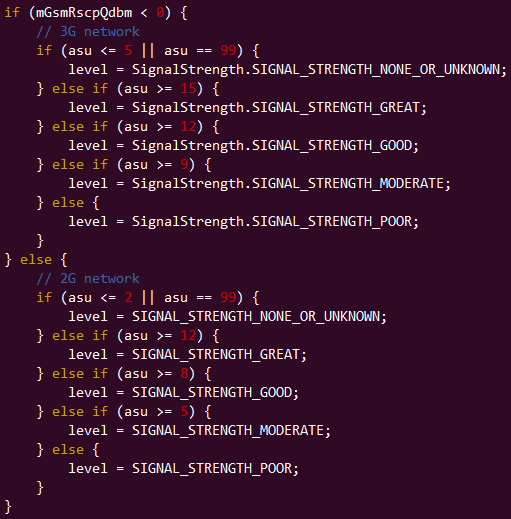 if (mGsmRscpQdbm < 0) {
    // 3G network
    if (asu <= 5 || asu == 99) {
        level = SignalStrength.SIGNAL_STRENGTH_NONE_OR_UNKNOWN;
    } else if (asu >= 15) {
        level = SignalStrength.SIGNAL_STRENGTH_GREAT;
    } else if (asu >= 12) {
        level = SignalStrength.SIGNAL_STRENGTH_GOOD;
    } else if (asu >= 9) {
        level = SignalStrength.SIGNAL_STRENGTH_MODERATE;
    } else {
        level = SignalStrength.SIGNAL_STRENGTH_POOR;
    }
} else {
    // 2G network
    if (asu <= 2 || asu == 99) {
        level = SIGNAL_STRENGTH_NONE_OR_UNKNOWN;
    } else if (asu >= 12) {
        level = SIGNAL_STRENGTH_GREAT;
    } else if (asu >= 8) {
        level = SIGNAL_STRENGTH_GOOD;
    } else if (asu >= 5) {
        level = SIGNAL_STRENGTH_MODERATE;
    } else {
        level = SIGNAL_STRENGTH_POOR;
    }
}